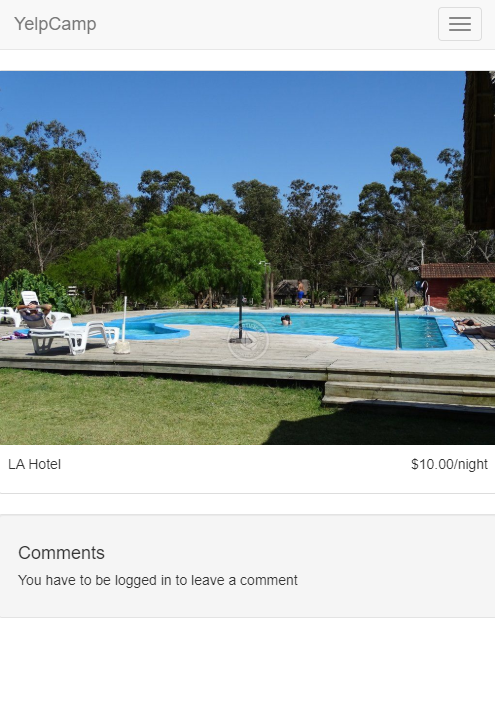 YelpCamp
LA Hotel
$10.00/night
Comments
You have to be logged in to leave a comment